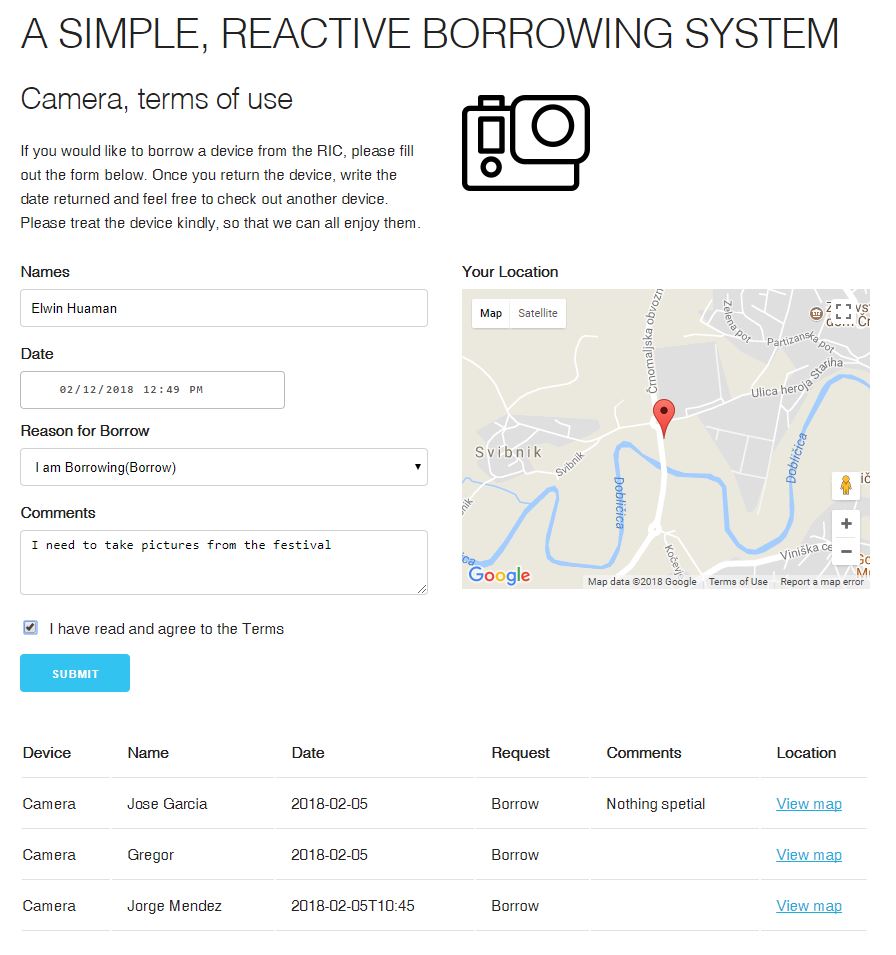 A SIMPLE, REACTIVE BORROWING SYSTEM
Camera, terms of use
If you would like to borrow a device from the RIC, please fill
out the form below. Once you return the device, write the
date returned and feel free to check out another device.
Please treat the device kindly, so that we can all enjoy them.
Names
Elwin Huaman
Date
02/12/2018 12:49 PM
Reason for Borrow
I am Borrowing(Borrow)
Comments
I need to take pictures from the festival
I have read and agree to the Terms
SUBMIT
Your Location
Map Satellite
Črnomaljska obvozn
Zelena pot
Partizanska pot
Ulica heroja Stariha
Svibnik
Svibnik
Dobličica
Dobličica
Viniška ce
Kočevj
Google
Map data ©2018 Google Terms of Use Report a map error
Device Name Date Request Comments Location
Camera Jose Garcia 2018-02-05 Borrow Nothing spetial View map
Camera Gregor 2018-02-05 Borrow View map
Camera Jorge Mendez 2018-02-05T10:45 Borrow View map